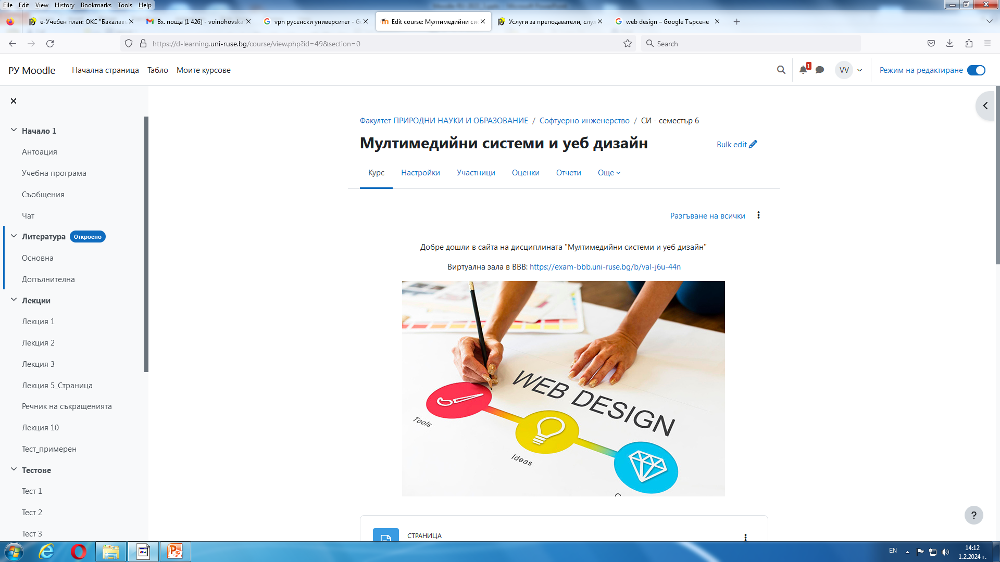 File Edit View History Bookmarks Tools Help
е-Учебен план: ОКС "Бакалавъ
Вх. поща (1 426) - voinohovska
vpn русенски университет - Go
Edit course: Мултимедийни сис
Услуги за преподаватели, служ
web design – Google Търсене
https://d-learning.uni-ruse.bg/course/view.php?id=49&section=0
Search
РУ Moodle Начална страница Табло Моите курсове
1
VV
Режим на редактиране
Начало 1
Антоация
Учебна програма
Съобщения
Чат
Литература Откроено
Основна
Допълнителна
Лекции
Лекция 1
Лекция 2
Лекция 3
Лекция 5_Страница
Речник на съкращенията
Лекция 10
Тест_примерен
Тестове
Тест 1
Тест 2
Тест 3
Факултет ПРИРОДНИ НАУКИ И ОБРАЗОВАНИЕ / Софтуерно инженерство / СИ - семестър 6
Мултимедийни системи и уеб дизайн
Bulk edit
Курс Настройки Участници Оценки Отчети Още
Разгъване на всички
Добре дошли в сайта на дисциплината "Мултимедийни системи и уеб дизайн"
Виртуална зала в BBB: https://exam-bbb.uni-ruse.bg/b/val-j6u-44n
WEB DESIGN
Tools
Ideas
СТРАНИЦА
?
EN
14:12
1.2.2024 г.